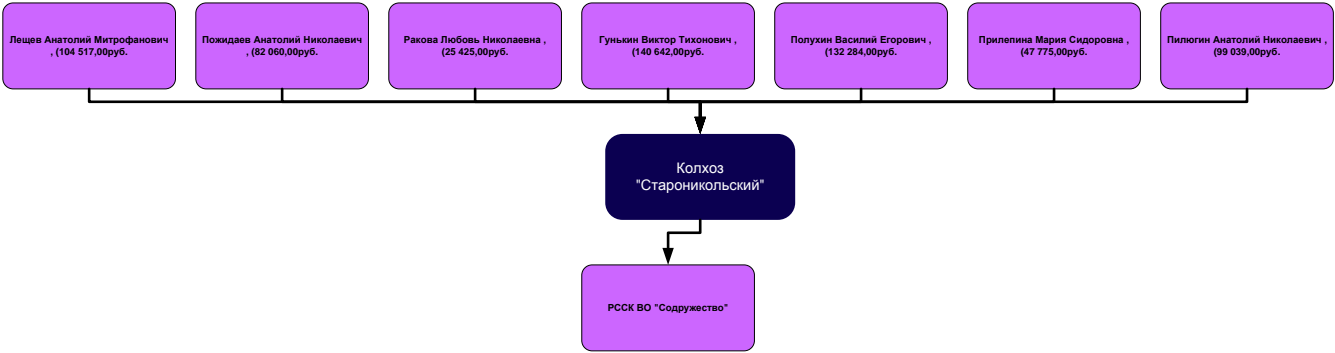 Лещев Анатолий Митрофанович
, (104 517,00руб.
Пожидаев Анатолий Николаевич
, (82 060,00руб.
Ракова Любовь Николаевна ,
(25 425,00руб.
Гунькин Виктор Тихонович ,
(140 642,00руб.
Полухин Василий Егорович ,
(132 284,00руб.
Прилепина Мария Сидоровна ,
(47 775,00руб.
Пилюгин Анатолий Николаевич ,
(99 039,00руб.
Колхоз
"Староникольский"
РССК ВО "Содружество"